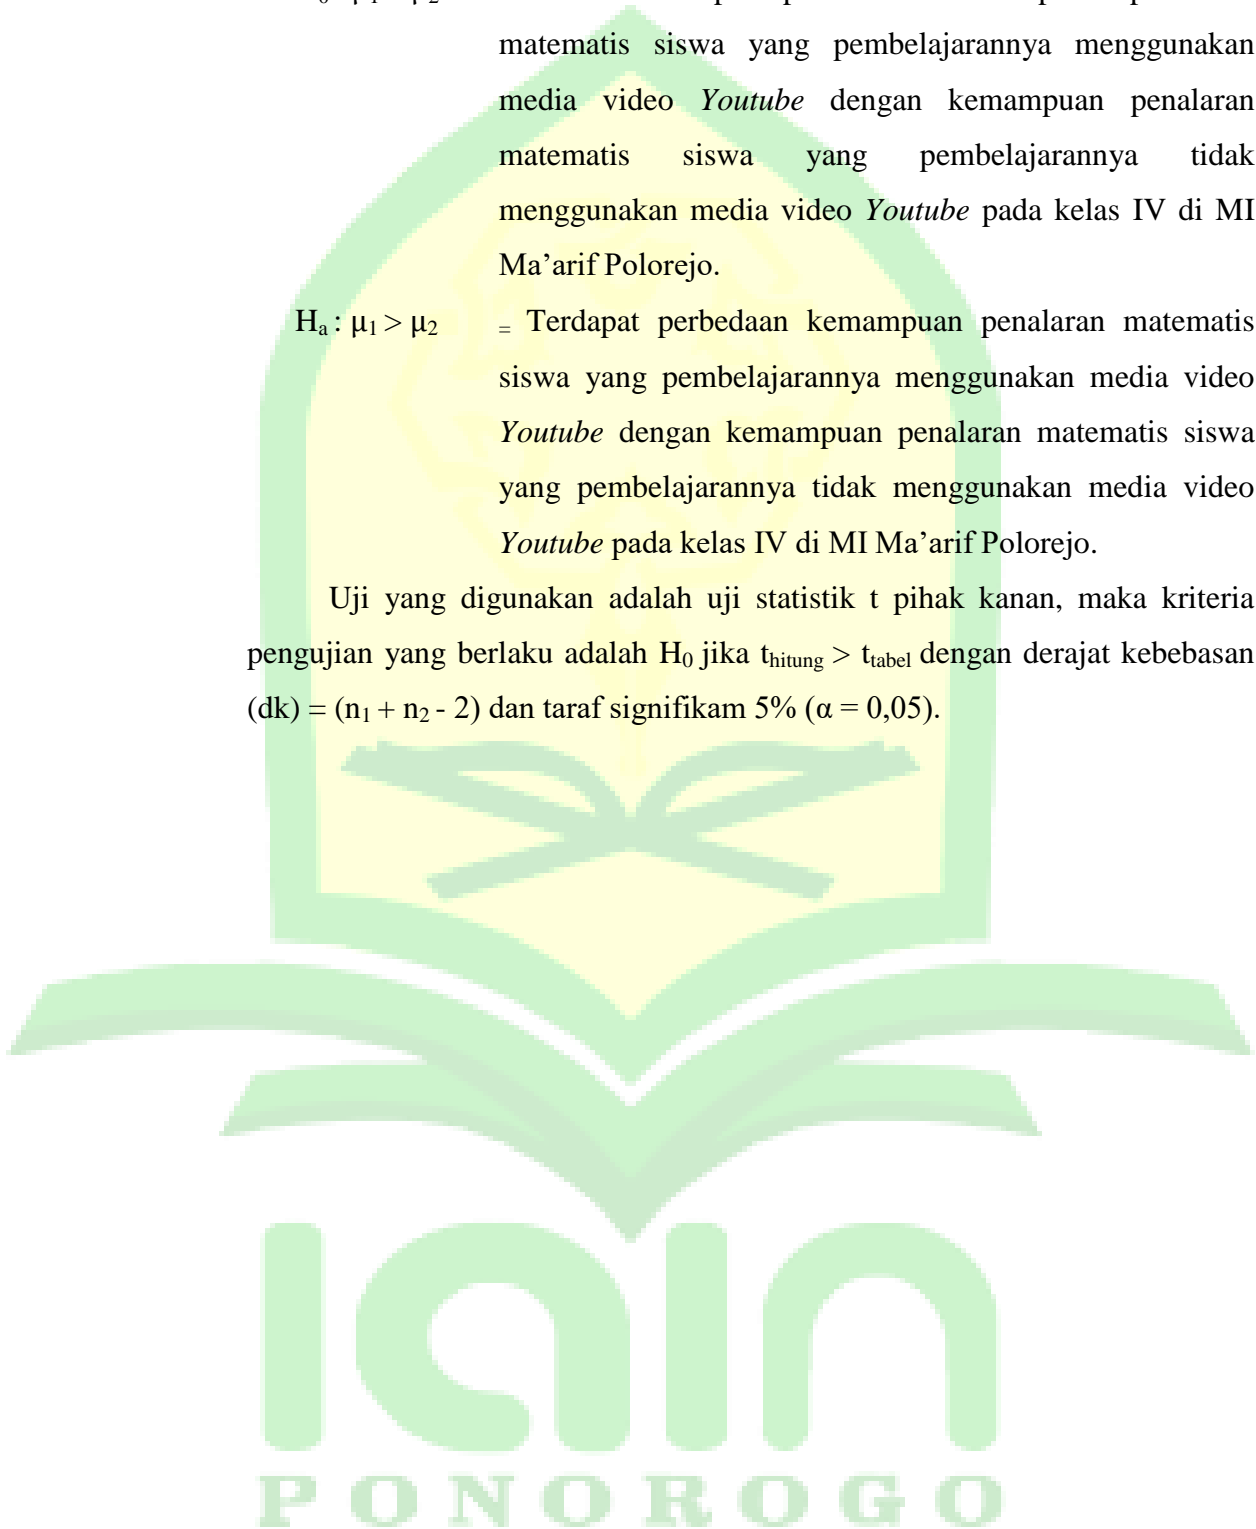 matematis siswa yang pembelajarannya menggunakan
media video Youtube dengan kemampuan penalaran
matematis siswa yang pembelajarannya tidak
menggunakan media video Youtube pada kelas IV di MI
Ma’arif Polorejo.
Hₐ : μ₁ > μ₂ = Terdapat perbedaan kemampuan penalaran matematis
siswa yang pembelajarannya menggunakan media video
Youtube dengan kemampuan penalaran matematis siswa
yang pembelajarannya tidak menggunakan media video
Youtube pada kelas IV di MI Ma’arif Polorejo.
Uji yang digunakan adalah uji statistik t pihak kanan, maka kriteria
pengujian yang berlaku adalah H₀ jika t_hitung > t_tabel dengan derajat kebebasan
(dk) = (n₁ + n₂ - 2) dan taraf signifikam 5% (α = 0,05).
iain
PONOROGO